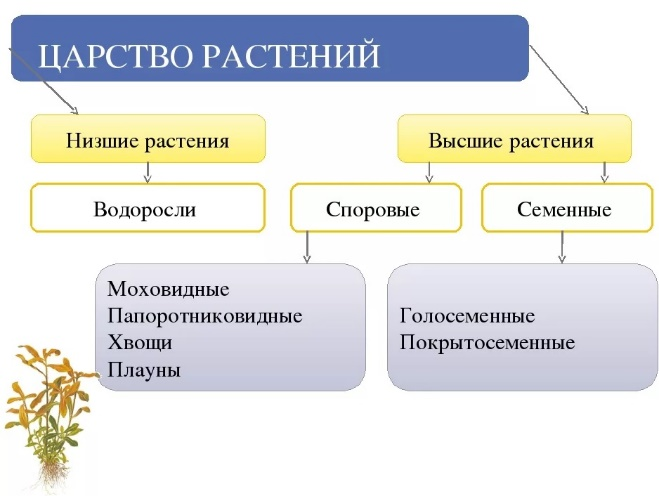 ЦАРСТВО РАСТЕНИЙ
Низшие растения
Высшие растения
Водоросли
Споровые
Семенные
Моховидные
Папоротниковидные
Хвощи
Плауны
Голосеменные
Покрытосеменные